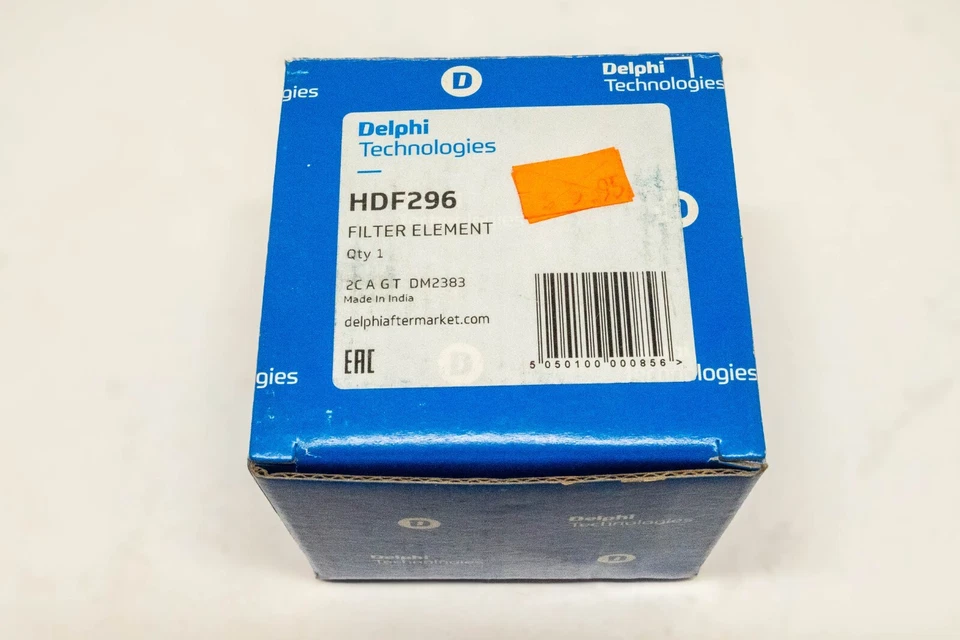 gies
D
Delphi
Technologies
Delphi
Technologies
HDF296
FILTER ELEMENT
Qty 1
2C A G T DM2383
Made In India
delphiaftermarket.com
EAC
D
5 050100 000856 >
gies
logies
D
Delphi
Technologies
Delphi
Technologies
D